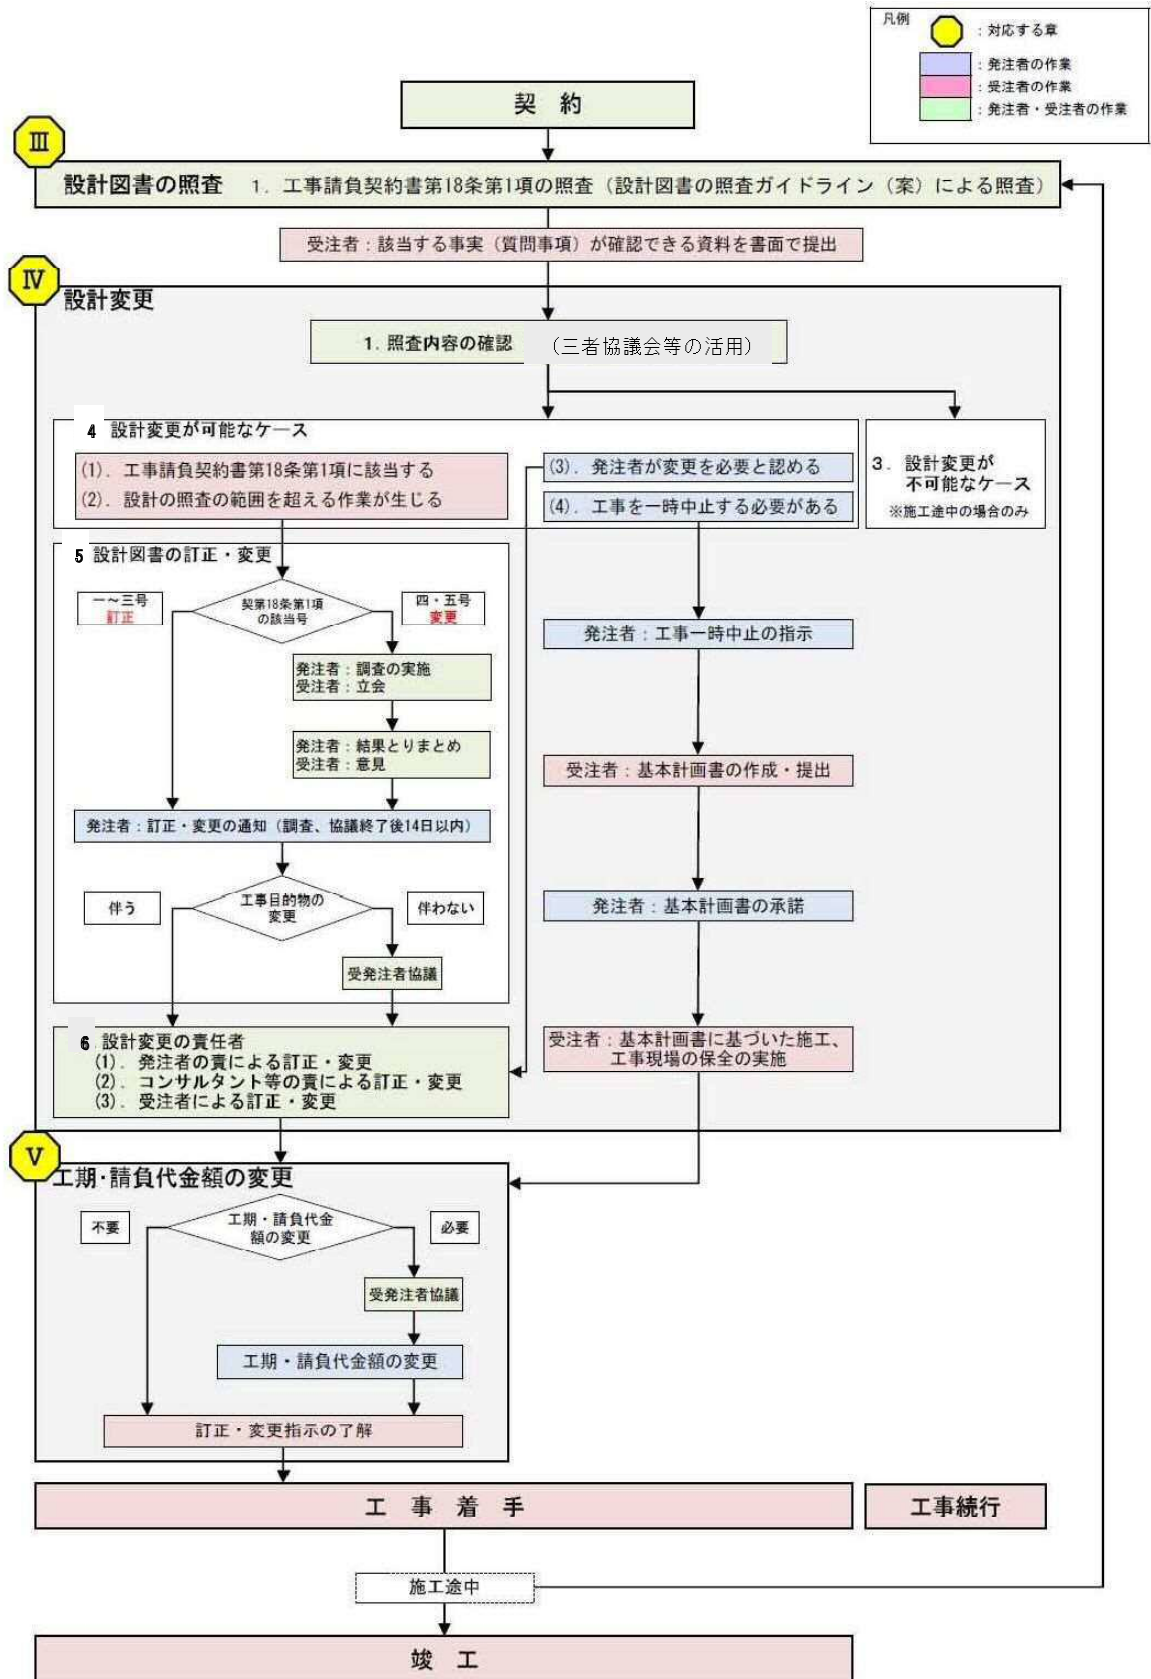 凡例
：対応する章
：発注者の作業
：受注者の作業
：発注者・受注者の作業
契 約
Ⅲ
設計図書の照査 1．工事請負契約書第18条第1項の照査（設計図書の照査ガイドライン（案）による照査）
受注者：該当する事実（質問事項）が確認できる資料を書面で提出
Ⅳ
設計変更
1. 照査内容の確認 （三者協議会等の活用）
4 設計変更が可能なケース
(1)．工事請負契約書第18条第1項に該当する
(2)．設計の照査の範囲を超える作業が生じる
(3)．発注者が変更を必要と認める
(4)．工事を一時中止する必要がある
3．設計変更が
不可能なケース
※施工途中の場合のみ
5 設計図書の訂正・変更
一～三号
訂正
契第18条第1項
の該当号
四・五号
変更
発注者：調査の実施
受注者：立会
発注者：結果とりまとめ
受注者：意見
発注者：訂正・変更の通知（調査、協議終了後14日以内）
伴う
工事目的物の
変更
伴わない
受発注者協議
発注者：工事一時中止の指示
受注者：基本計画書の作成・提出
発注者：基本計画書の承諾
受注者：基本計画書に基づいた施工、
工事現場の保全の実施
6 設計変更の責任者
(1)．発注者の責による訂正・変更
(2)．コンサルタント等の責による訂正・変更
(3)．受注者による訂正・変更
Ⅴ
工期・請負代金額の変更
不要
工期・請負代金
額の変更
必要
受発注者協議
工期・請負代金額の変更
訂正・変更指示の了解
工 事 着 手
工事続行
施工途中
竣 工